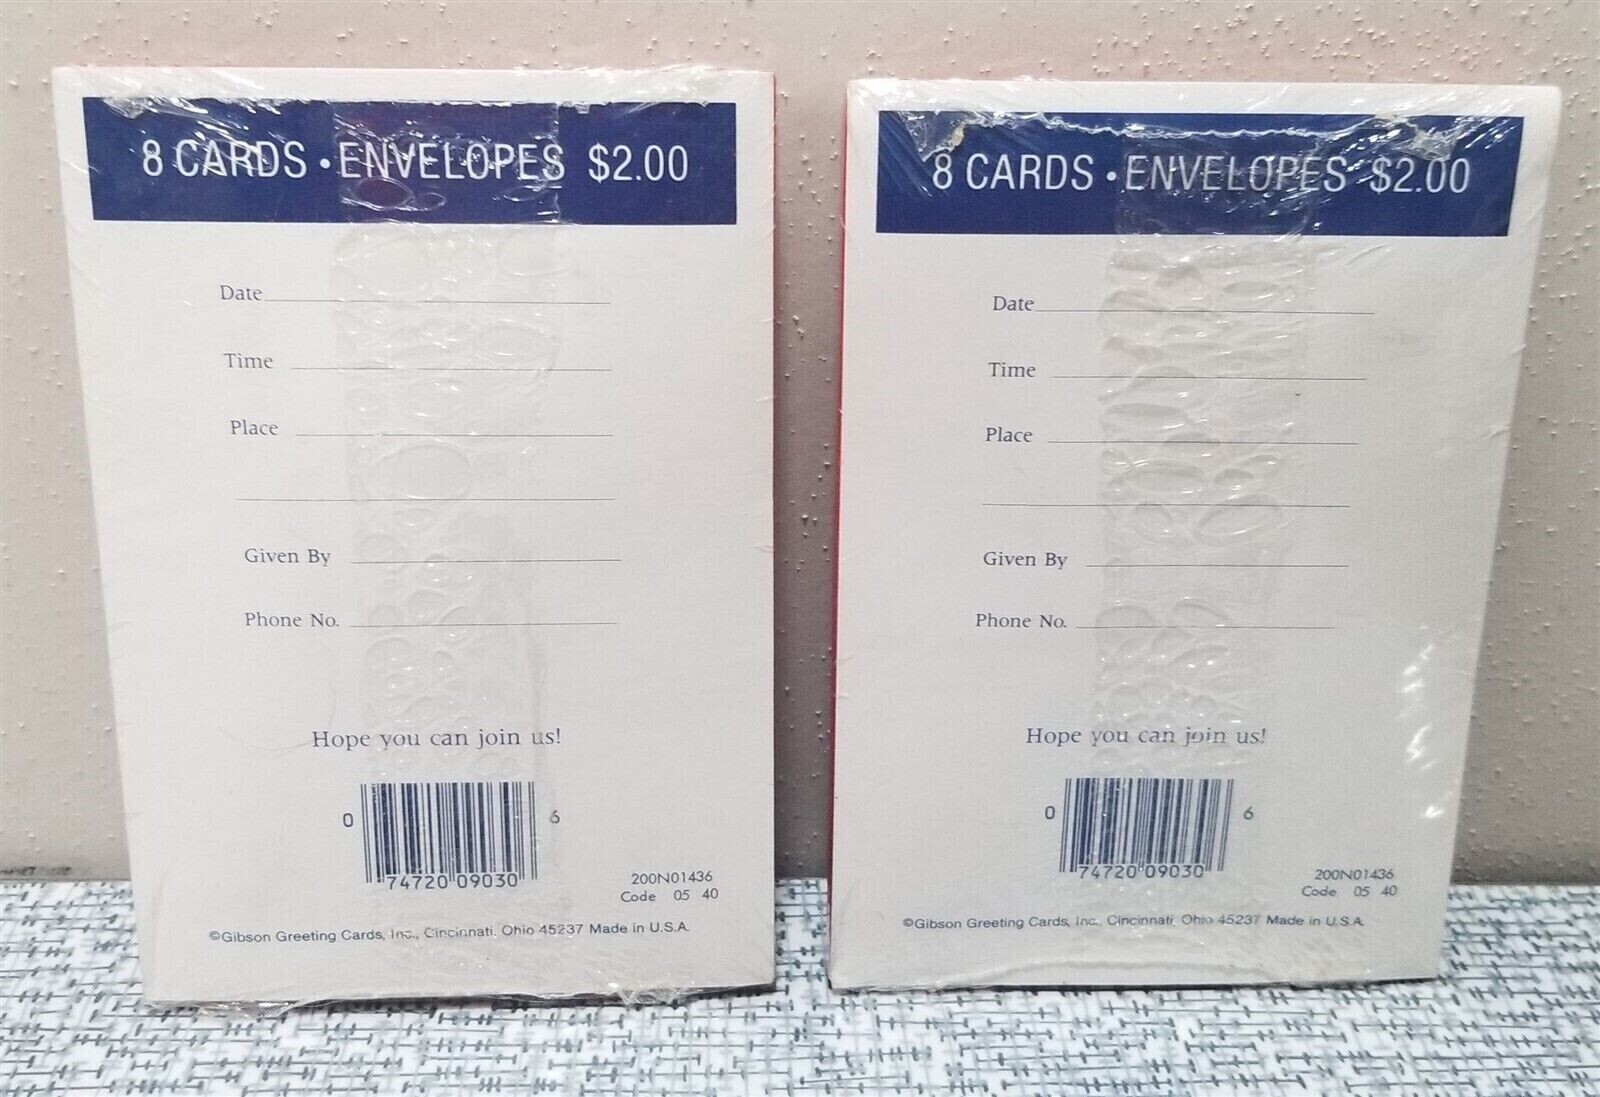 8 CARDS • ENVELOPES $2.00
Date
Time
Place
Given By
Phone No.
Hope you can join us!
0 74720 09030 6
200N01436
Code 05 40
©Gibson Greeting Cards, Inc., Cincinnati, Ohio 45237 Made in U.S.A.
8 CARDS • ENVELOPES $2.00
Date
Time
Place
Given By
Phone No.
Hope you can join us!
0 74720 09030 6
200N01436
Code 05 40
©Gibson Greeting Cards, Inc., Cincinnati, Ohio 45237 Made in U.S.A.